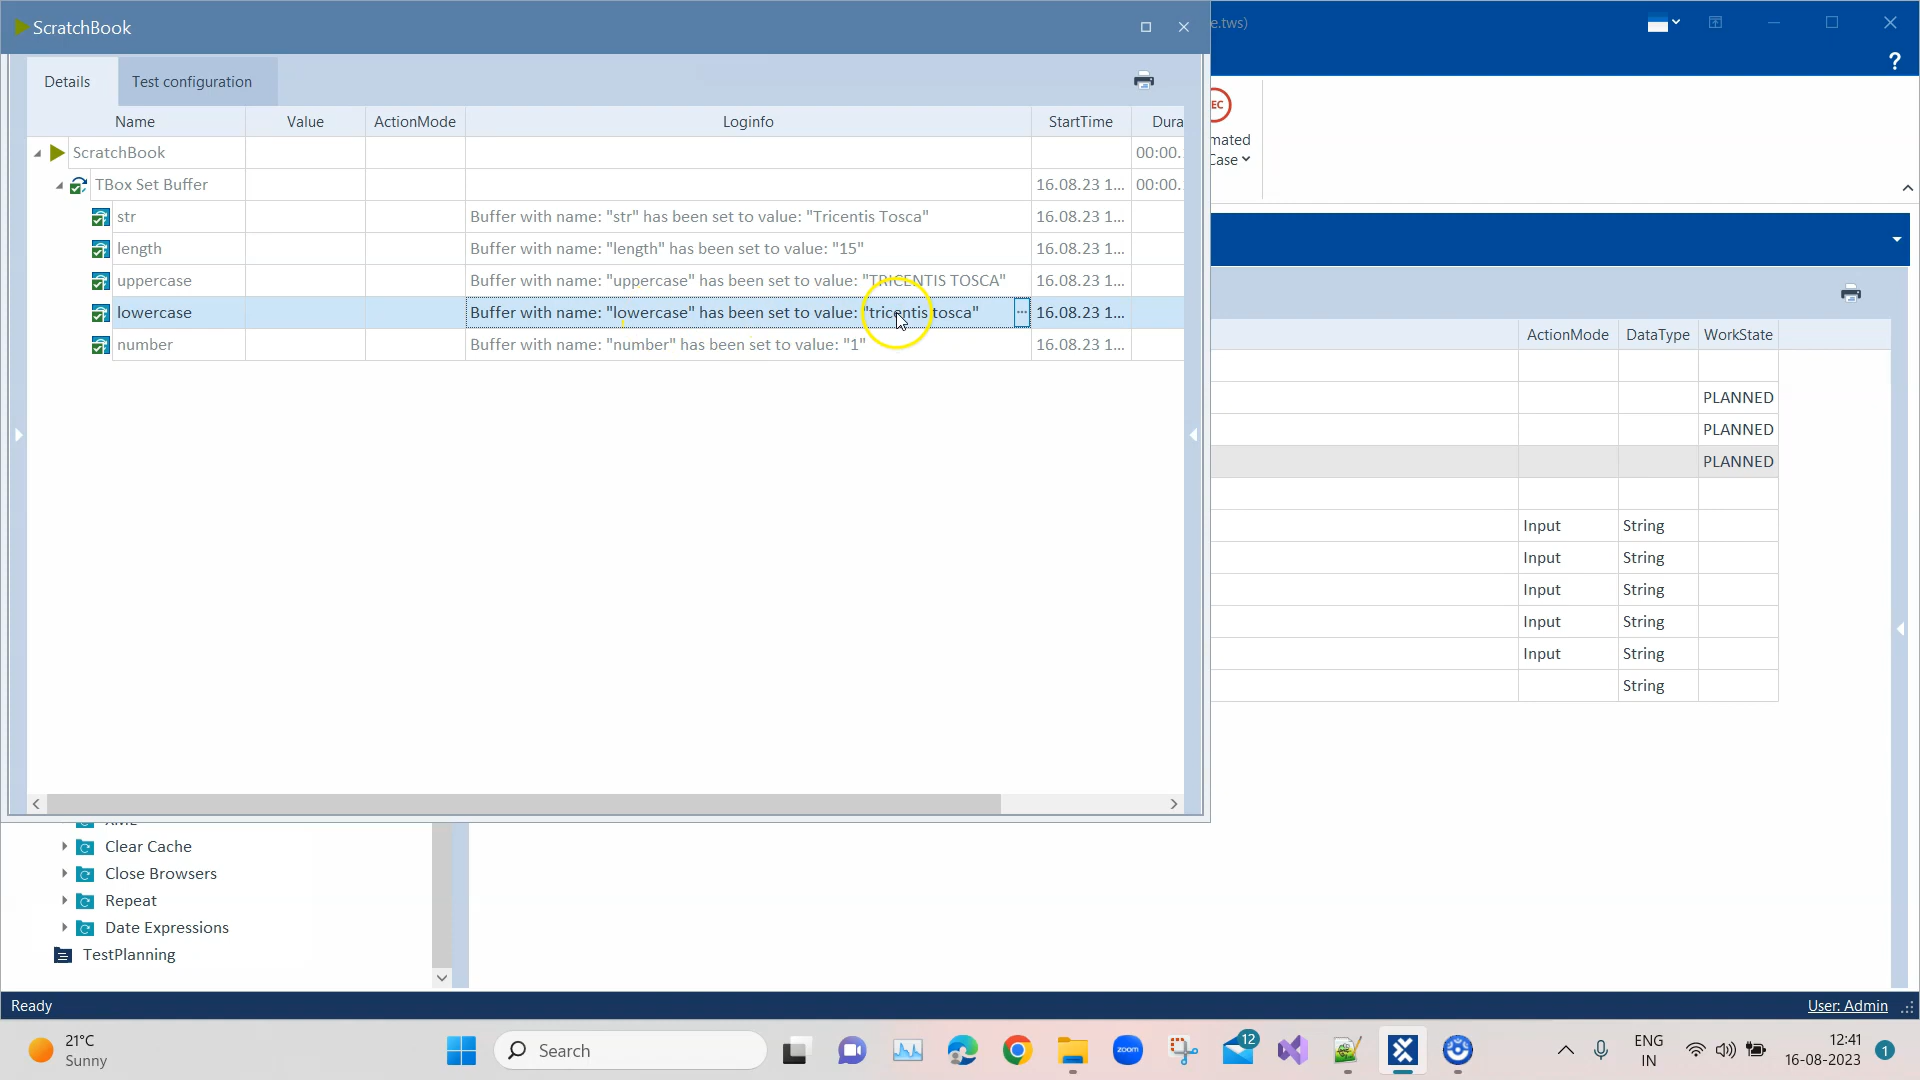 ScratchBook
e.tws)
?
Details
Test configuration
EC
mated
Case
Name Value ActionMode Loginfo StartTime Dura
ScratchBook 00:00.
TBox Set Buffer 16.08.23 1... 00:00.
str Buffer with name: "str" has been set to value: "Tricentis Tosca" 16.08.23 1...
length Buffer with name: "length" has been set to value: "15" 16.08.23 1...
uppercase Buffer with name: "uppercase" has been set to value: "TRICENTIS TOSCA" 16.08.23 1...
lowercase Buffer with name: "lowercase" has been set to value: "tricentis tosca" ... 16.08.23 1...
number Buffer with name: "number" has been set to value: "1" 16.08.23 1...
ActionMode DataType WorkState
PLANNED
PLANNED
PLANNED
Input String
Input String
Input String
Input String
Input String
String
Clear Cache
Close Browsers
Repeat
Date Expressions
TestPlanning
Ready
User: Admin
21°C
Sunny
Search
zoom
12
ENG
IN
12:41
16-08-2023
1